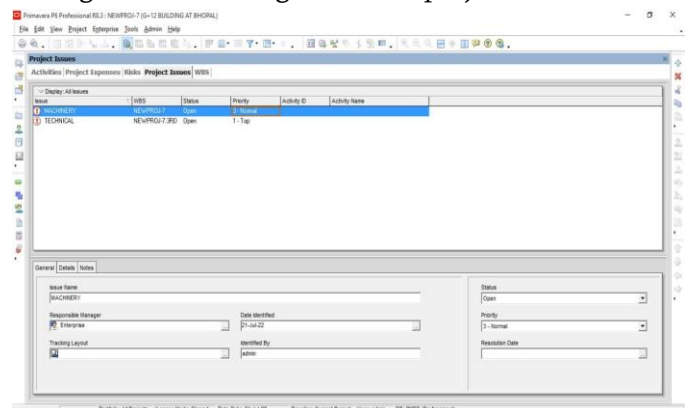 Primavera P6 Professional R8.3 : NEWPROJ-7 (G+12 BUILDING AT BHOPAL)
File Edit View Project Enterprise Tools Admin Help
Project Issues
Activities Project Expenses Risks Project Issues WBS
Display: All Issues
Issue WBS Status Priority Activity ID Activity Name
MACHINERY NEWPROJ-7 Open 3 - Normal
TECHNICAL NEWPROJ-7.3RD Open 1 - Top
General Details Notes
Issue Name
MACHINERY
Status
Open
Responsible Manager
Enterprise
Date Identified
21-Jul-22
Priority
3 - Normal
Tracking Layout
Identified By
admin
Resolution Date